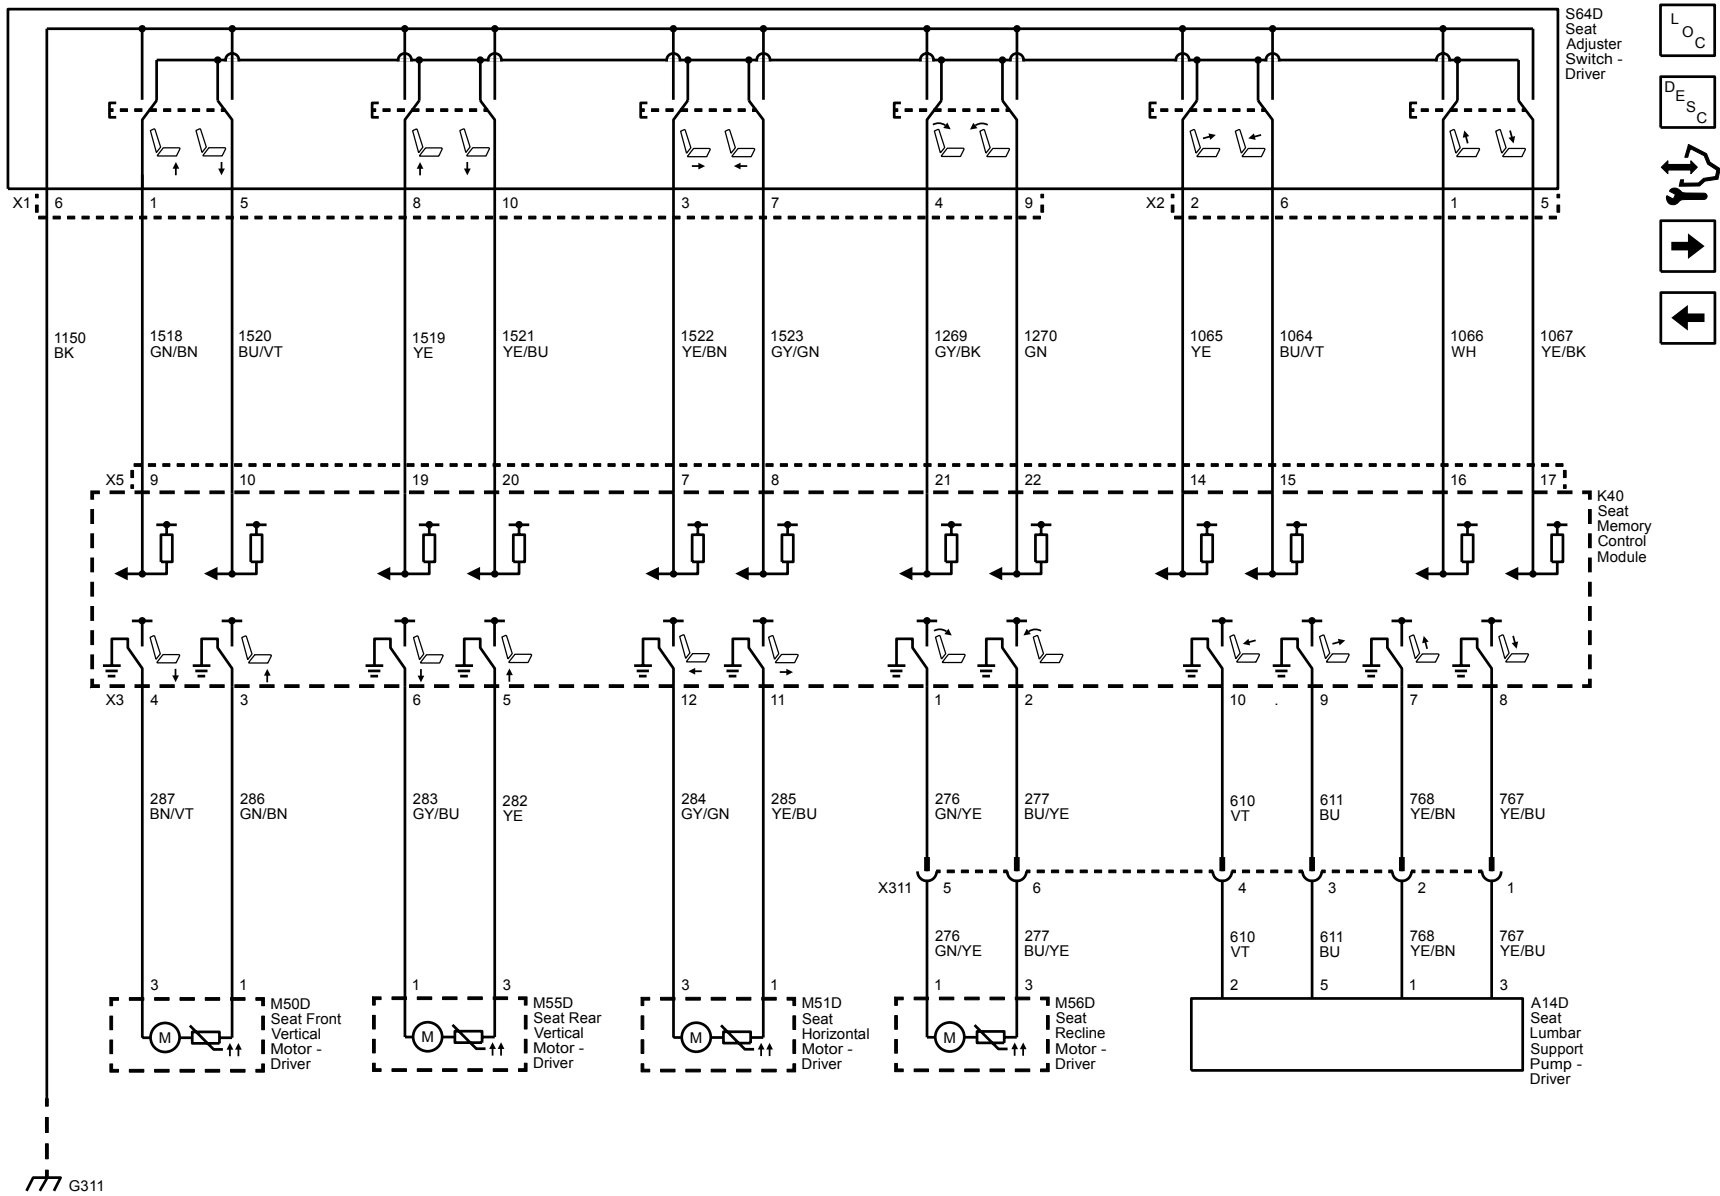 S64D
Seat
Adjuster
Switch -
Driver
L
O
C
D
E
S
C
X1 6 1 5 8 10 3 7 4 9 X2 2 6 1 5
1150 1518 1520 1519 1521 1522 1523 1269 1270 1065 1064 1066 1067
BK GN/BN BU/VT YE YE/BU YE/BN GY/GN GY/BK GN YE BU/VT WH YE/BK
X5 9 10 19 20 7 8 21 22 14 15 16 17
K40
Seat
Memory
Control
Module
X3 4 3 6 5 12 11 1 2 10 . 9 7 8
287 286 283 282 284 285 276 277 610 611 768 767
BN/VT GN/BN GY/BU YE GY/GN YE/BU GN/YE BU/YE VT BU YE/BN YE/BU
X311 5 6 4 3 2 1
276 277 610 611 768 767
GN/YE BU/YE VT BU YE/BN YE/BU
3 1 1 3 3 1 1 3 2 5 1 3
M50D
Seat Front
Vertical
Motor -
Driver
M
M55D
Seat Rear
Vertical
Motor -
Driver
M
M51D
Seat
Horizontal
Motor -
Driver
M
M56D
Seat
Recline
Motor -
Driver
M
A14D
Seat
Lumbar
Support
Pump -
Driver
G311